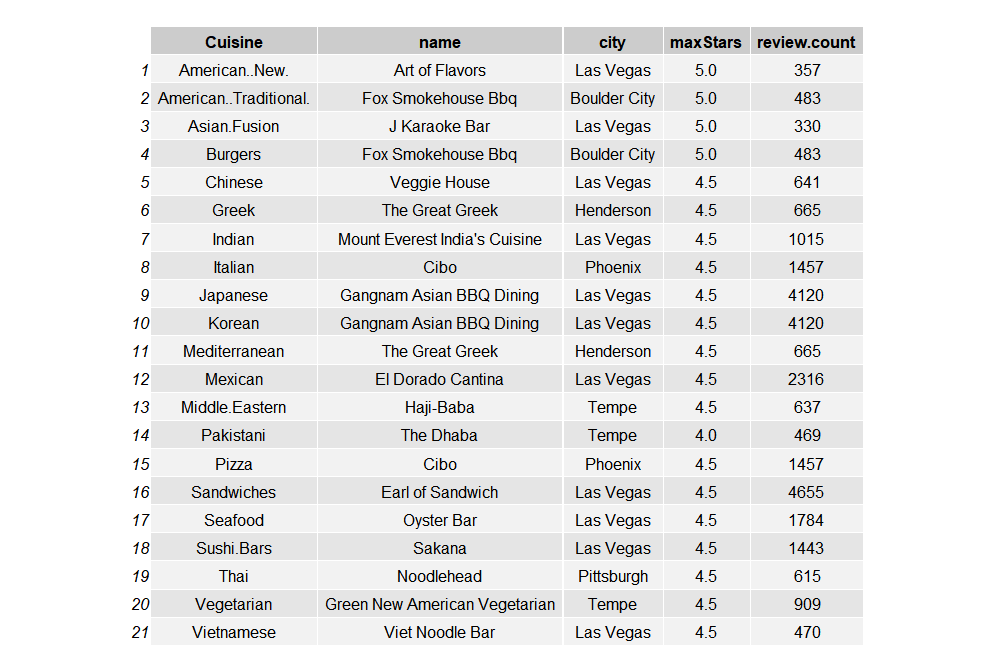 Cuisine name city maxStars review.count
1 American..New. Art of Flavors Las Vegas 5.0 357
2 American..Traditional. Fox Smokehouse Bbq Boulder City 5.0 483
3 Asian.Fusion J Karaoke Bar Las Vegas 5.0 330
4 Burgers Fox Smokehouse Bbq Boulder City 5.0 483
5 Chinese Veggie House Las Vegas 4.5 641
6 Greek The Great Greek Henderson 4.5 665
7 Indian Mount Everest India's Cuisine Las Vegas 4.5 1015
8 Italian Cibo Phoenix 4.5 1457
9 Japanese Gangnam Asian BBQ Dining Las Vegas 4.5 4120
10 Korean Gangnam Asian BBQ Dining Las Vegas 4.5 4120
11 Mediterranean The Great Greek Henderson 4.5 665
12 Mexican El Dorado Cantina Las Vegas 4.5 2316
13 Middle.Eastern Haji-Baba Tempe 4.5 637
14 Pakistani The Dhaba Tempe 4.0 469
15 Pizza Cibo Phoenix 4.5 1457
16 Sandwiches Earl of Sandwich Las Vegas 4.5 4655
17 Seafood Oyster Bar Las Vegas 4.5 1784
18 Sushi.Bars Sakana Las Vegas 4.5 1443
19 Thai Noodlehead Pittsburgh 4.5 615
20 Vegetarian Green New American Vegetarian Tempe 4.5 909
21 Vietnamese Viet Noodle Bar Las Vegas 4.5 470